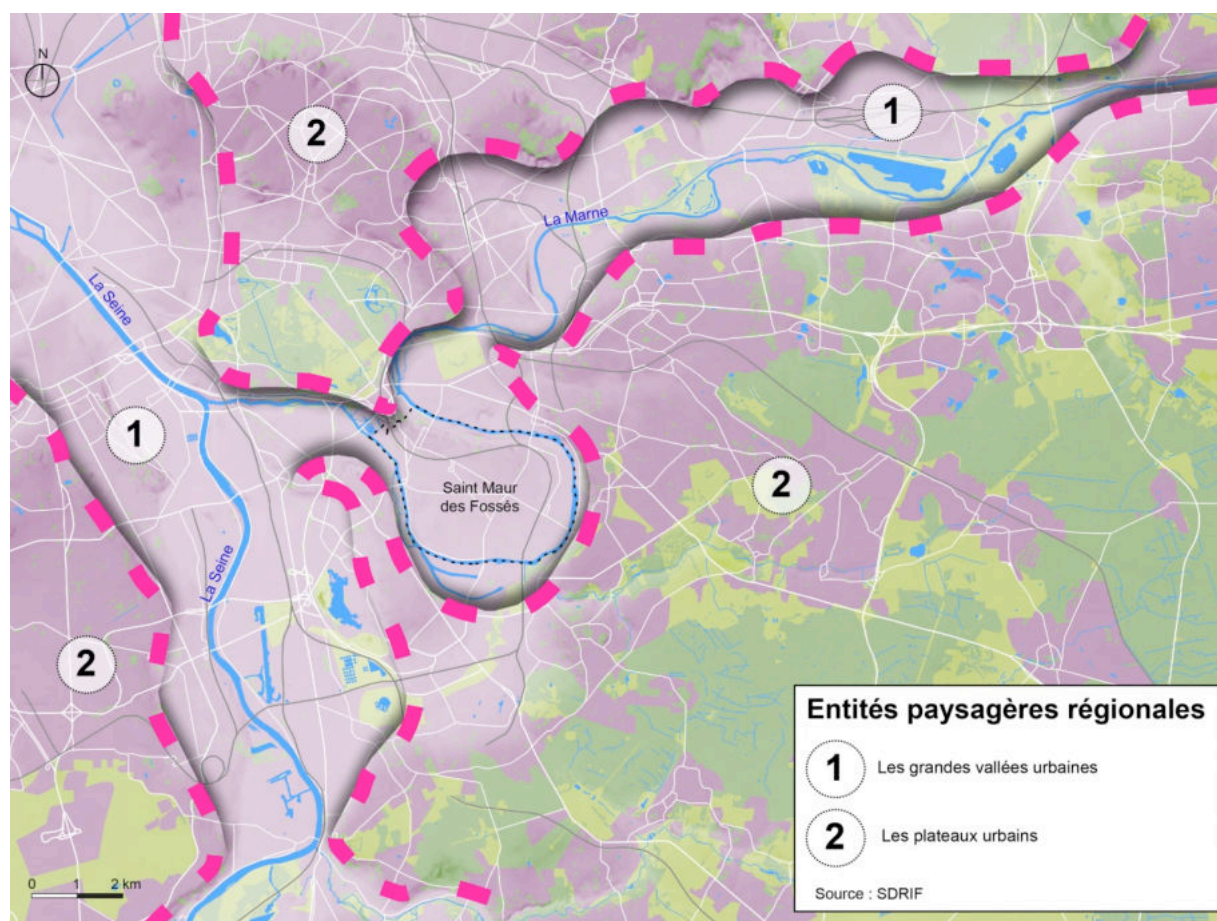 N
2
1
La Marne
La Seine
1
Saint Maur
des Fossés
2
La Seine
2
Entités paysagères régionales
1 Les grandes vallées urbaines
2 Les plateaux urbains
Source : SDRIF
0 1 2 km